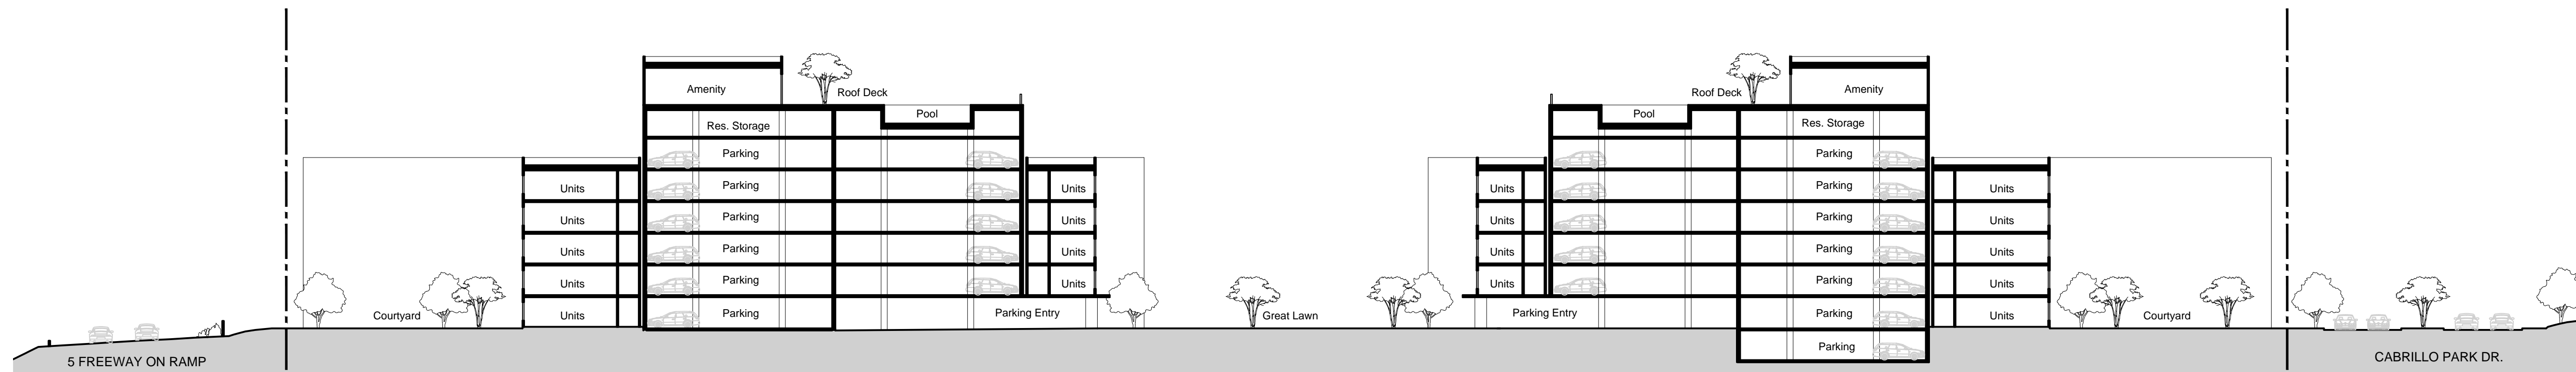 Amenity
Roof Deck
Roof Deck
Amenity
Pool
Pool
Res. Storage
Res. Storage
Parking
Parking
Units
Parking
Units
Units
Parking
Units
Units
Parking
Units
Units
Parking
Units
Units
Parking
Units
Units
Parking
Units
Units
Parking
Units
Units
Parking
Units
Units
Parking
Units
Courtyard
Units
Parking
Parking Entry
Great Lawn
Parking Entry
Parking
Units
Courtyard
Parking
5 FREEWAY ON RAMP
CABRILLO PARK DR.